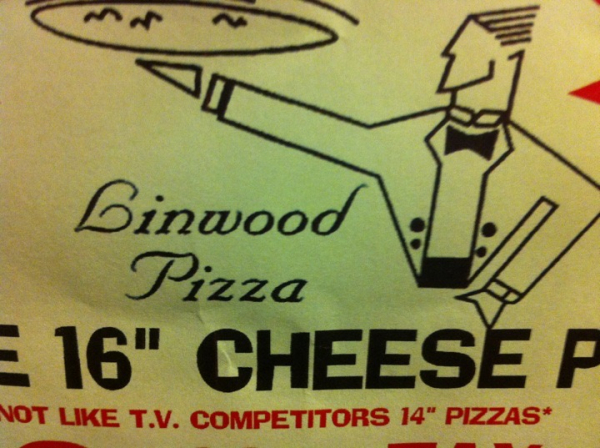 Linwood
Pizza
E 16" CHEESE P
NOT LIKE T.V. COMPETITORS 14" PIZZAS*